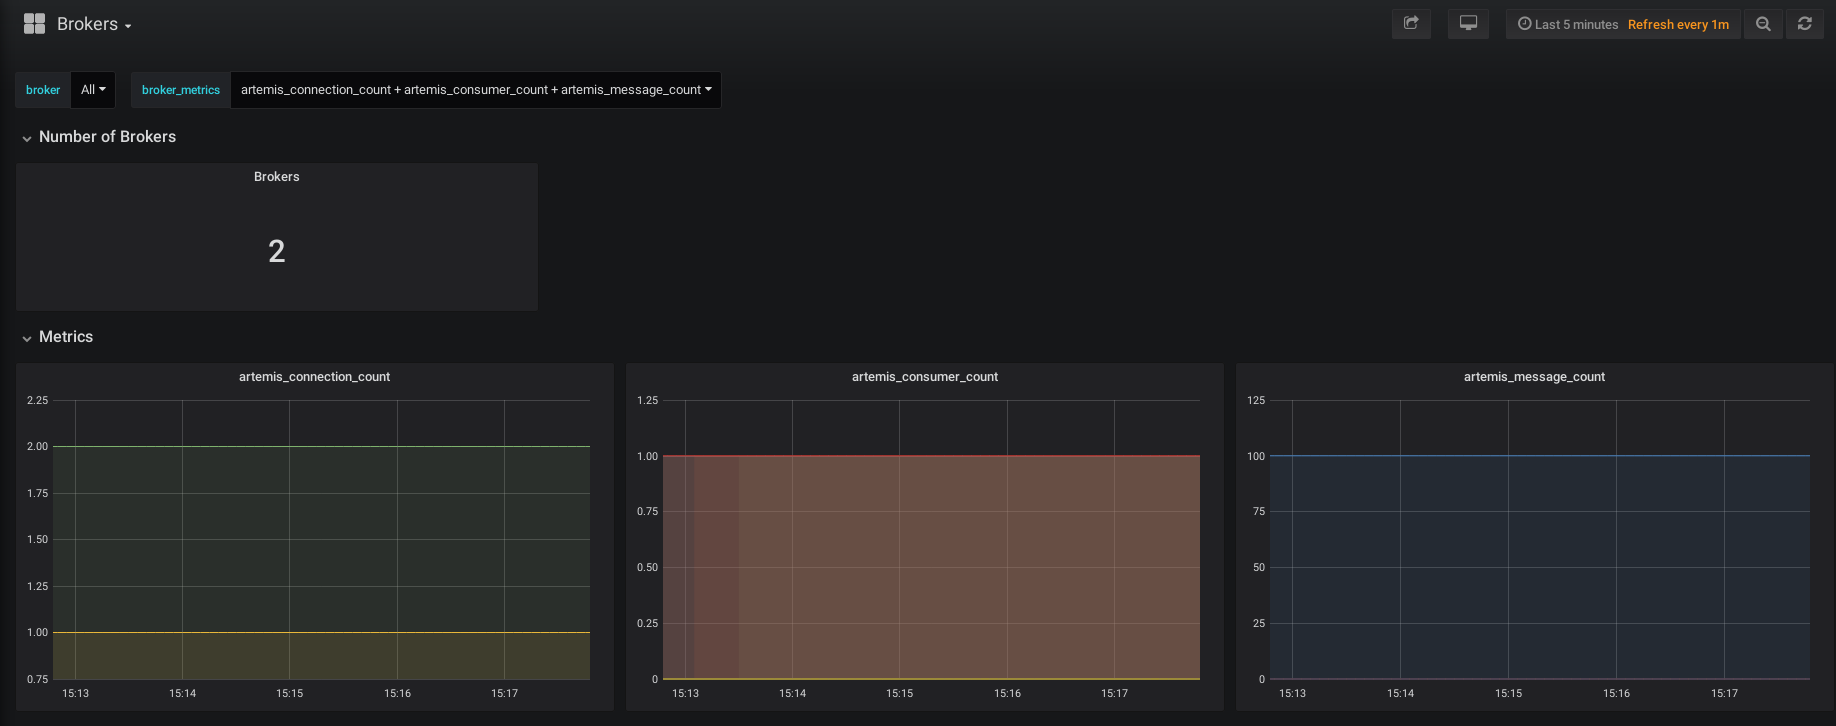 Brokers
Last 5 minutes Refresh every 1m
broker All broker_metrics artemis_connection_count + artemis_consumer_count + artemis_message_count
Number of Brokers
Brokers
2
Metrics
artemis_connection_count
2.25
2.00
1.75
1.50
1.25
1.00
0.75
15:13 15:14 15:15 15:16 15:17
artemis_consumer_count
1.25
1.00
0.75
0.50
0.25
0
15:13 15:14 15:15 15:16 15:17
artemis_message_count
125
100
75
50
25
0
15:13 15:14 15:15 15:16 15:17